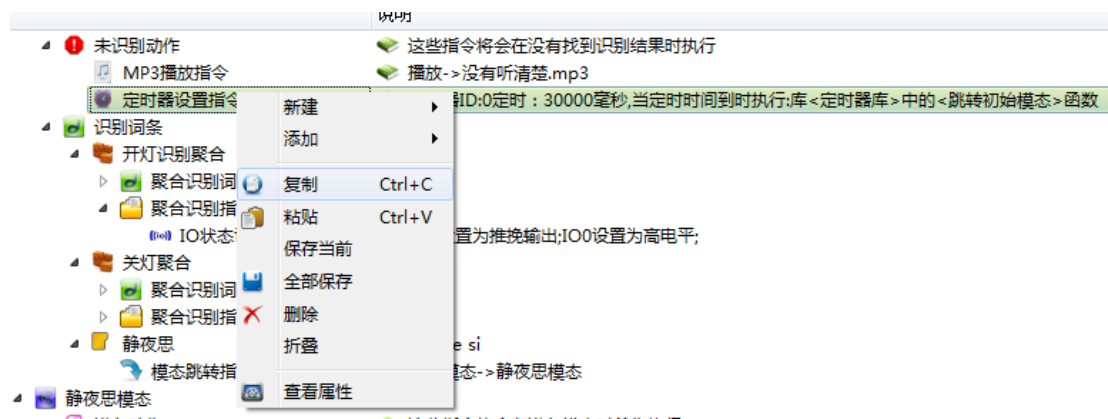 说明
未识别动作 这些指令将会在没有找到识别结果时执行
MP3播放指令 播放->没有听清楚.mp3
定时器设置指令 器ID:0定时：30000毫秒,当定时时间到时执行:库<定时器库>中的<跳转初始模态>函数
新建
识别词条
添加
开灯识别聚合
聚合识别词 复制 Ctrl+C
聚合识别指 粘贴 Ctrl+V
IO状态 置为推挽输出;IO0设置为高电平;
保存当前
关灯聚合
全部保存
聚合识别词
聚合识别指 删除
静夜思 折叠 e si
模态跳转指 模态->静夜思模态
查看属性
静夜思模态